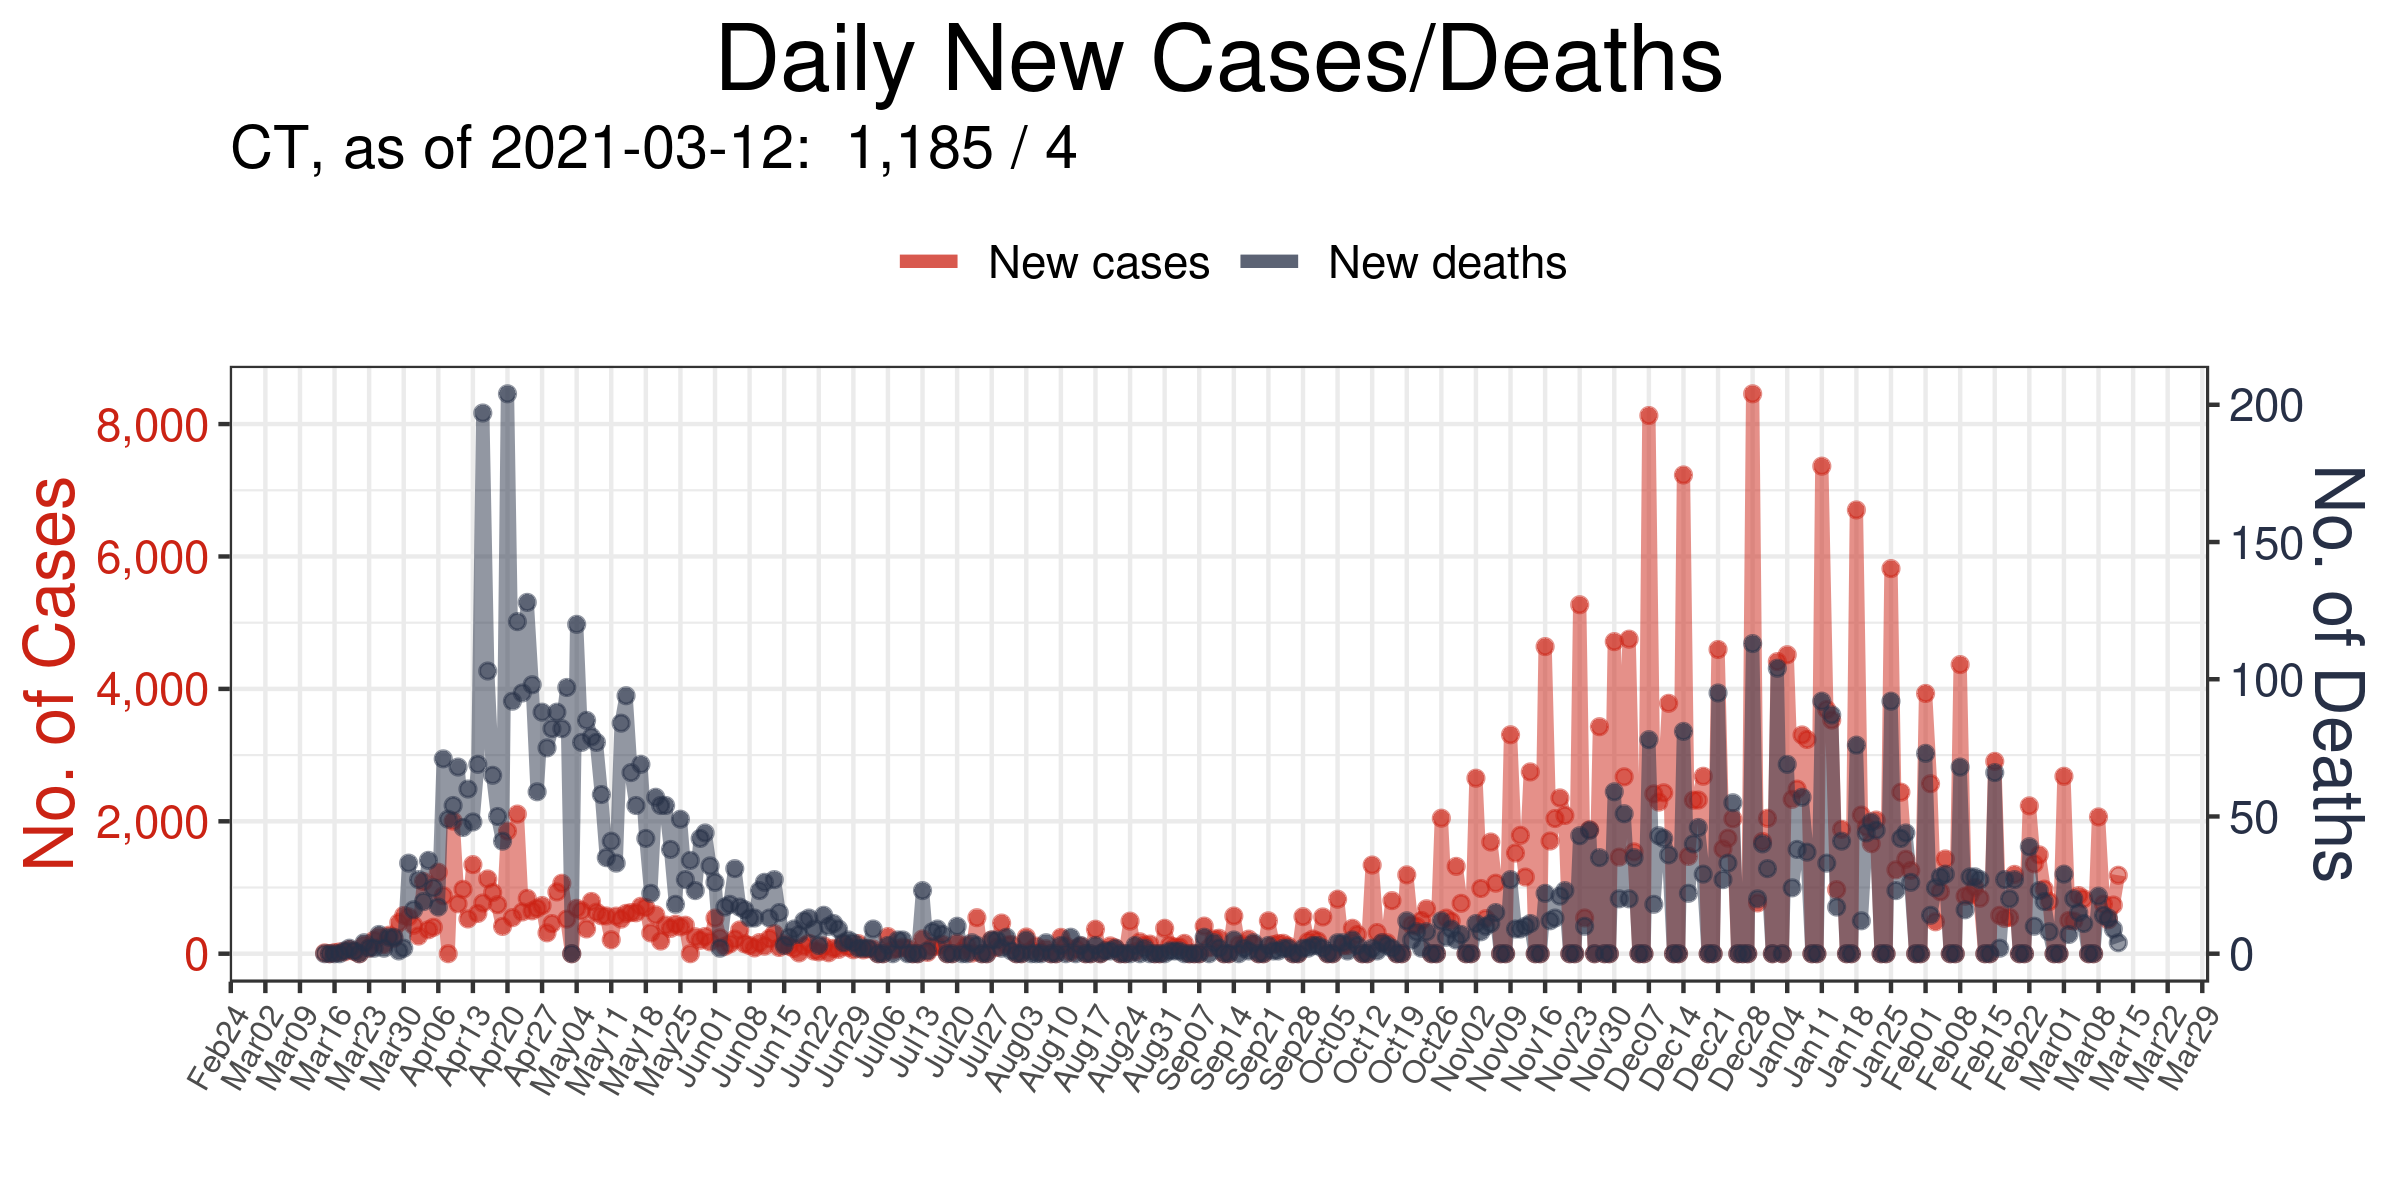 Daily New Cases/Deaths
CT, as of 2021-03-12:  1,185 / 4
New cases
New deaths
No. of Cases
8,000
6,000
4,000
2,000
0
200
150
100
50
0
No. of Deaths
Feb24
Mar02
Mar09
Mar16
Mar23
Mar30
Apr06
Apr13
Apr20
Apr27
May04
May11
May18
May25
Jun01
Jun08
Jun15
Jun22
Jun29
Jul06
Jul13
Jul20
Jul27
Aug03
Aug10
Aug17
Aug24
Aug31
Sep07
Sep14
Sep21
Sep28
Oct05
Oct12
Oct19
Oct26
Nov02
Nov09
Nov16
Nov23
Nov30
Dec07
Dec14
Dec21
Dec28
Jan04
Jan11
Jan18
Jan25
Feb01
Feb08
Feb15
Feb22
Mar01
Mar08
Mar15
Mar22
Mar29